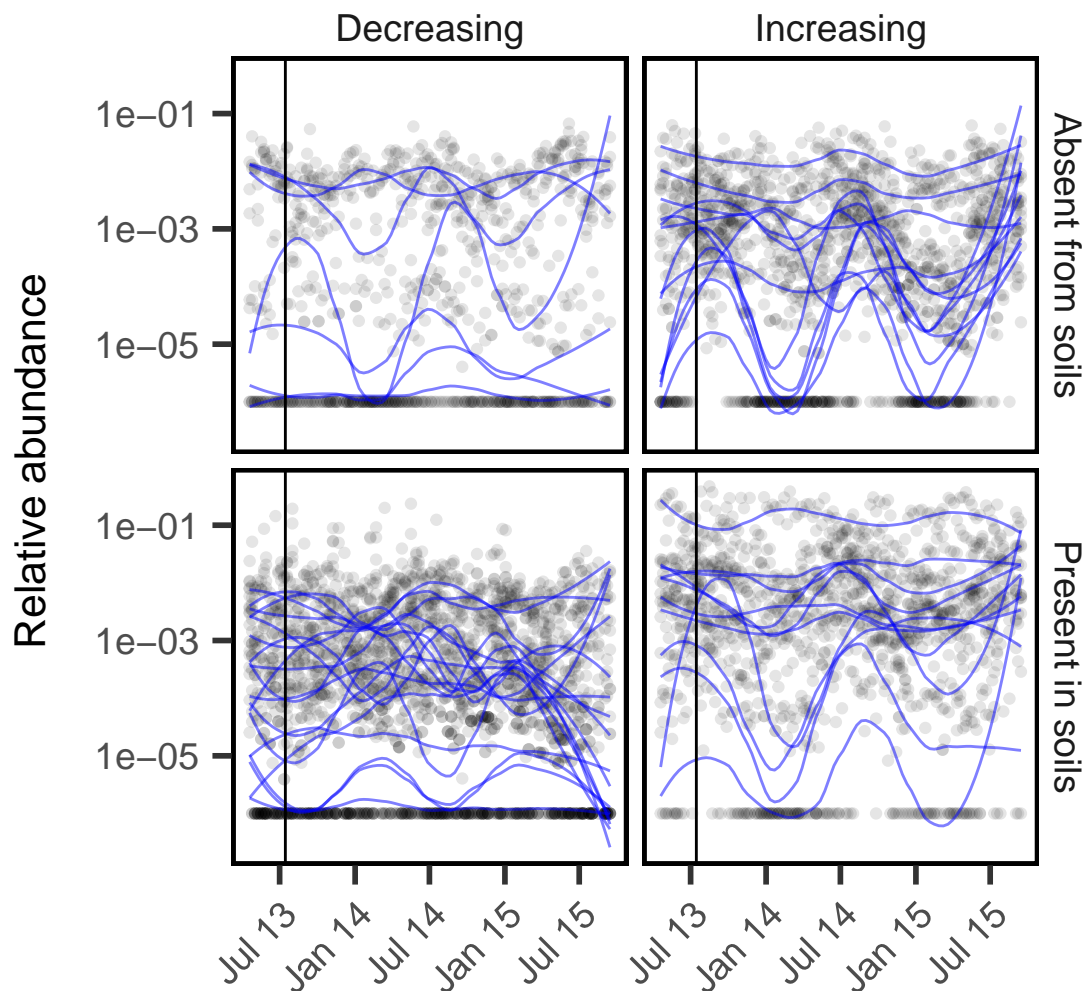 Decreasing
Increasing
Relative abundance
1e−01
1e−03
1e−05
Absent from soils
1e−01
1e−03
1e−05
Present in soils
Jul 13
Jan 14
Jul 14
Jan 15
Jul 15
Jul 13
Jan 14
Jul 14
Jan 15
Jul 15